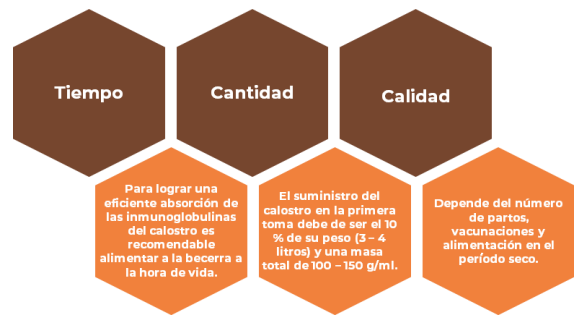 Tiempo
Cantidad
Calidad
Para lograr una
eficiente absorción de
las inmunoglobulinas
del calostro es
recomendable
alimentar a la becerra a
la hora de vida.
El suministro del
calostro en la primera
toma debe de ser el 10
% de su peso (3 – 4
litros) y una masa
total de 100 – 150 g/ml.
Depende del número
de partos,
vacunaciones y
alimentación en el
período seco.